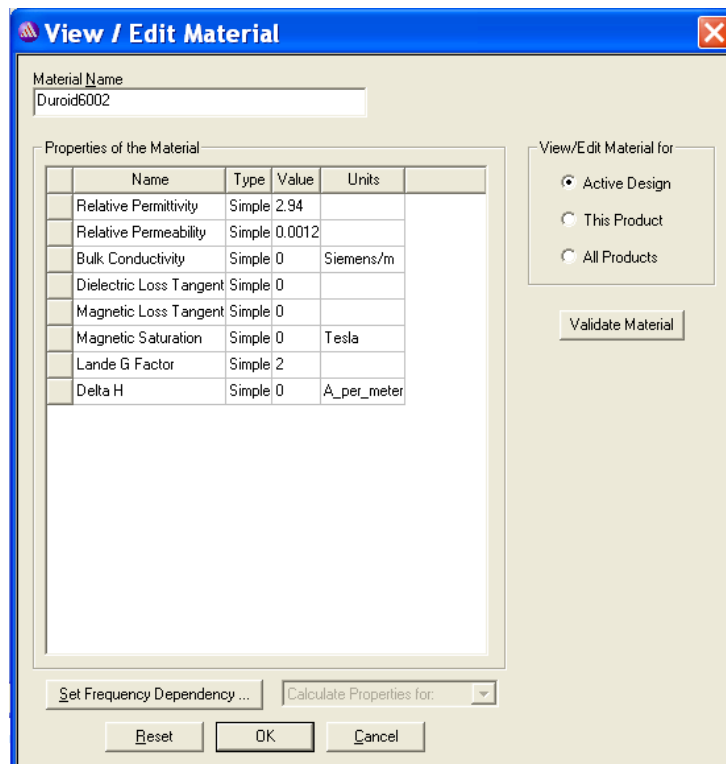 View / Edit Material
Material Name
Duroid6002
Properties of the Material
Name Type Value Units
Relative Permittivity Simple 2.94
Relative Permeability Simple 0.0012
Bulk Conductivity Simple 0 Siemens/m
Dielectric Loss Tangent Simple 0
Magnetic Loss Tangent Simple 0
Magnetic Saturation Simple 0 Tesla
Lande G Factor Simple 2
Delta H Simple 0 A_per_meter
View/Edit Material for
Active Design
This Product
All Products
Validate Material
Set Frequency Dependency ... Calculate Properties for:
Reset OK Cancel